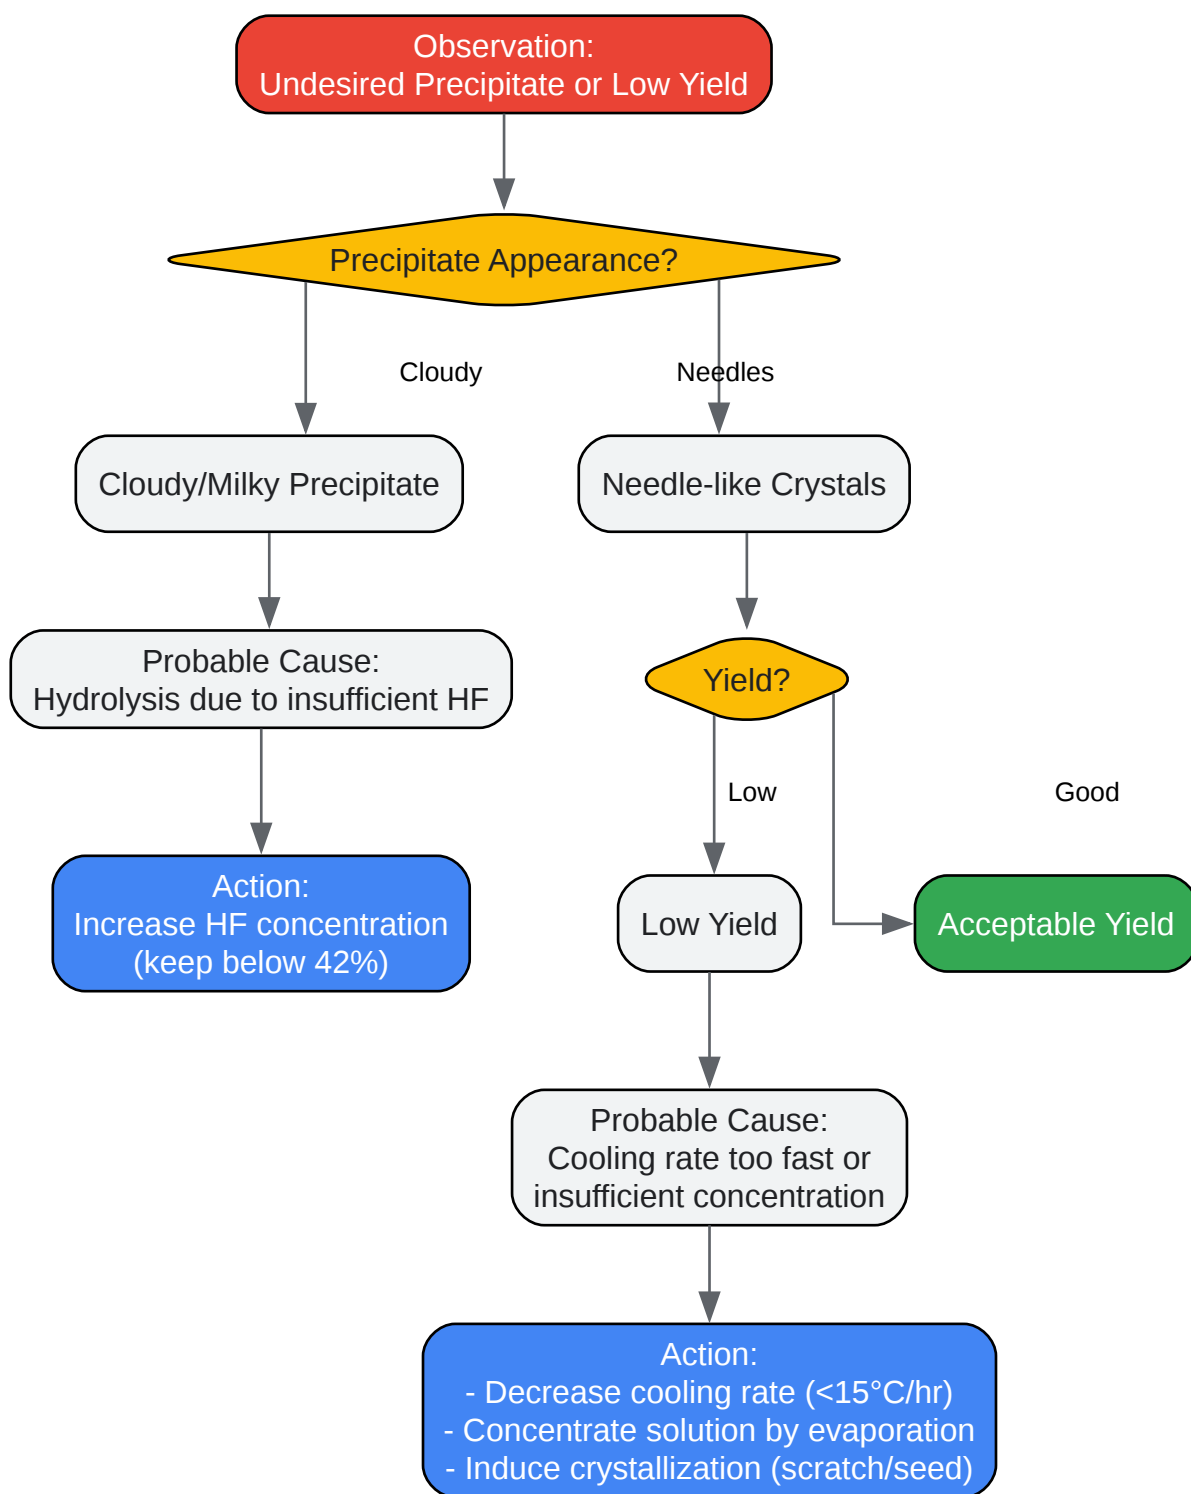 Observation:
Undesired Precipitate or Low Yield
Precipitate Appearance?
Cloudy
Needles
Cloudy/Milky Precipitate
Needle-like Crystals
Probable Cause:
Hydrolysis due to insufficient HF
Yield?
Low
Good
Action:
Increase HF concentration
(keep below 42%)
Low Yield
Acceptable Yield
Probable Cause:
Cooling rate too fast or
insufficient concentration
Action:
- Decrease cooling rate (<15°C/hr)
- Concentrate solution by evaporation
- Induce crystallization (scratch/seed)